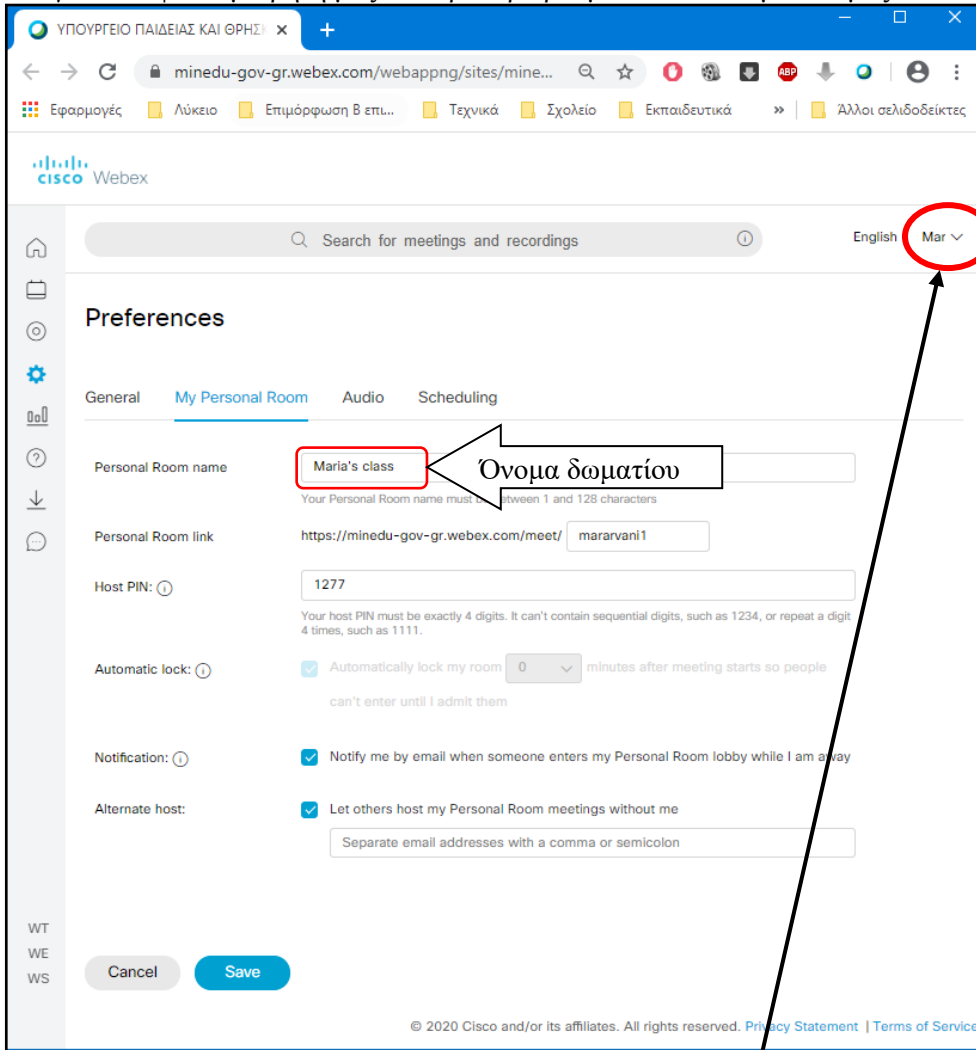 ΥΠΟΥΡΓΕΙΟ ΠΑΙΔΕΙΑΣ ΚΑΙ ΘΡΗΣΚ
minedu-gov-gr.webex.com/webappng/sites/mine...
ABP
Εφαρμογές Λύκειο Επιμόρφωση Β επι... Τεχνικά Σχολείο Εκπαιδευτικά » Άλλοι σελιδοδείκτες
CISCO Webex
Search for meetings and recordings English Mar
Preferences
General My Personal Room Audio Scheduling
Personal Room name Maria's class Όνομα δωματίου
Your Personal Room name must be between 1 and 128 characters
Personal Room link https://minedu-gov-gr.webex.com/meet/ mararvani1
Host PIN: 1277
Your host PIN must be exactly 4 digits. It can't contain sequential digits, such as 1234, or repeat a digit
4 times, such as 1111.
Automatic lock: Automatically lock my room 0 minutes after meeting starts so people
can't enter until I admit them
Notification: Notify me by email when someone enters my Personal Room lobby while I am away
Alternate host: Let others host my Personal Room meetings without me
Separate email addresses with a comma or semicolon
WT
WE
WS
Cancel Save
© 2020 Cisco and/or its affiliates. All rights reserved. Privacy Statement | Terms of Service